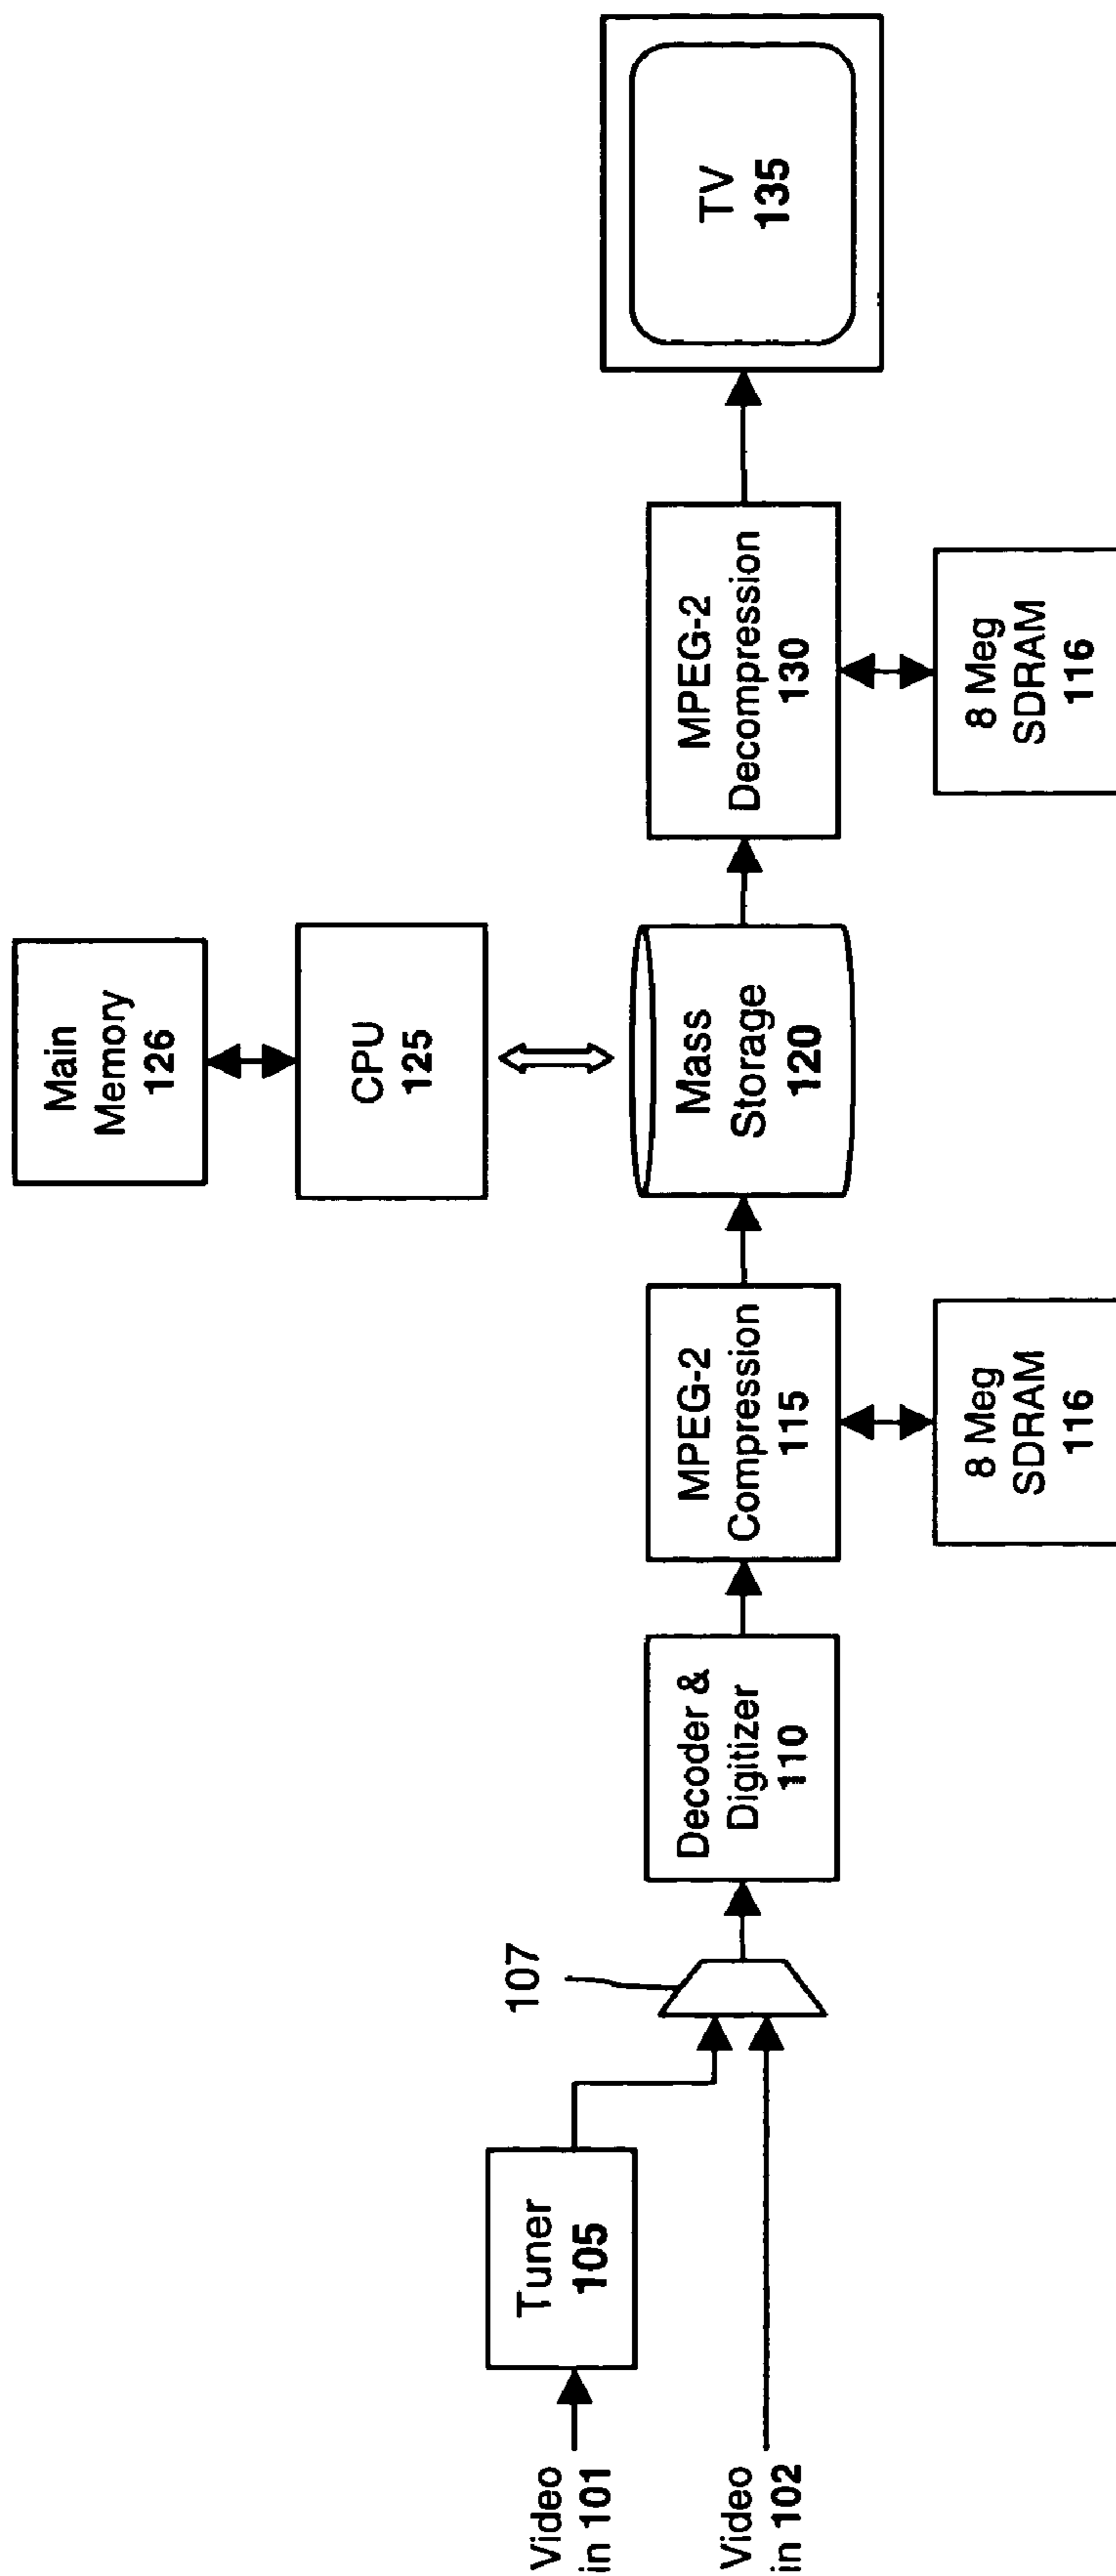 Main
Memory
126
CPU
125
Video
in 101
Tuner
105
107
Video
in 102
Decoder &
Digitizer
110
MPEG-2
Compression
115
Mass
Storage
120
MPEG-2
Decompression
130
TV
135
8 Meg
SDRAM
116
8 Meg
SDRAM
116